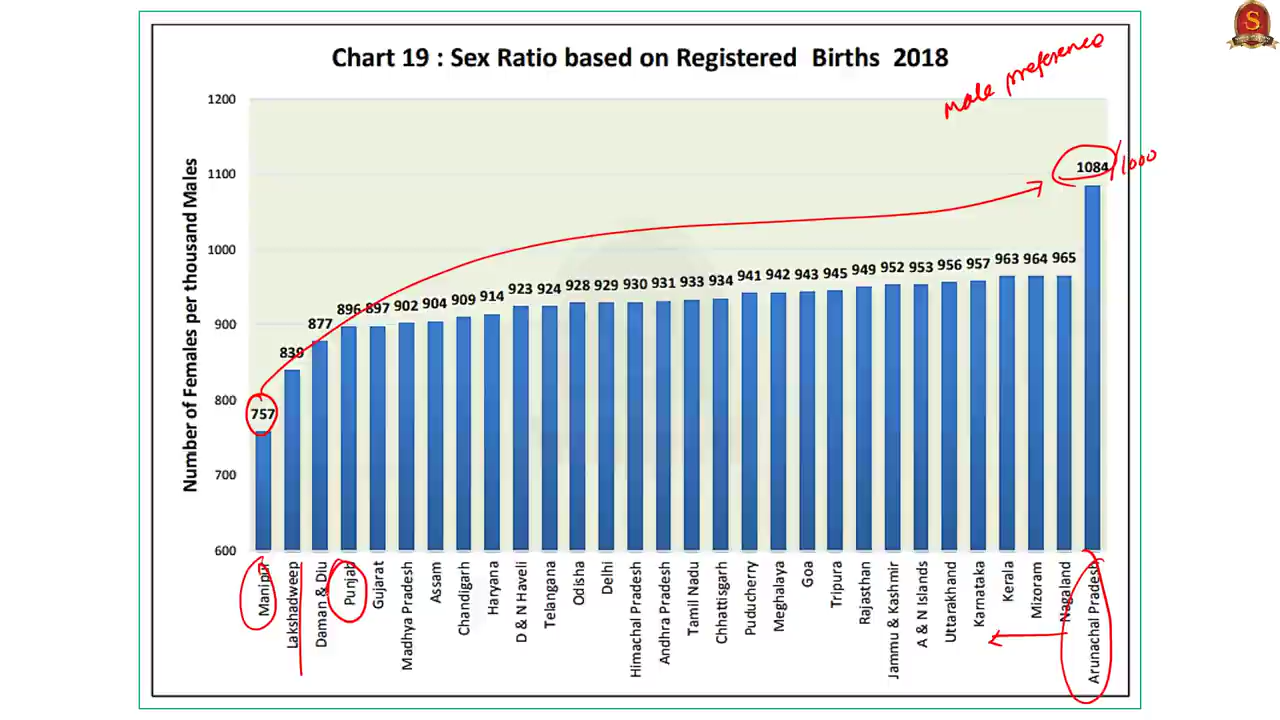 S
Chart 19 : Sex Ratio based on Registered Births 2018
male preference
Number of Females per thousand Males
1200
1100
1000
900
800
700
600
757
839
877
896
897
902
904
909
914
923
924
928
929
930
931
933
934
941
942
943
945
949
952
953
956
957
963
964
965
1084
/1000
Manipur
Lakshadweep
Daman & Diu
Punjab
Gujarat
Madhya Pradesh
Assam
Chandigarh
Haryana
D & N Haveli
Telangana
Odisha
Delhi
Himachal Pradesh
Andhra Pradesh
Tamil Nadu
Chhattisgarh
Puducherry
Meghalaya
Goa
Tripura
Rajasthan
Jammu & Kashmir
A & N Islands
Uttarakhand
Karnataka
Kerala
Mizoram
Nagaland
Arunachal Pradesh